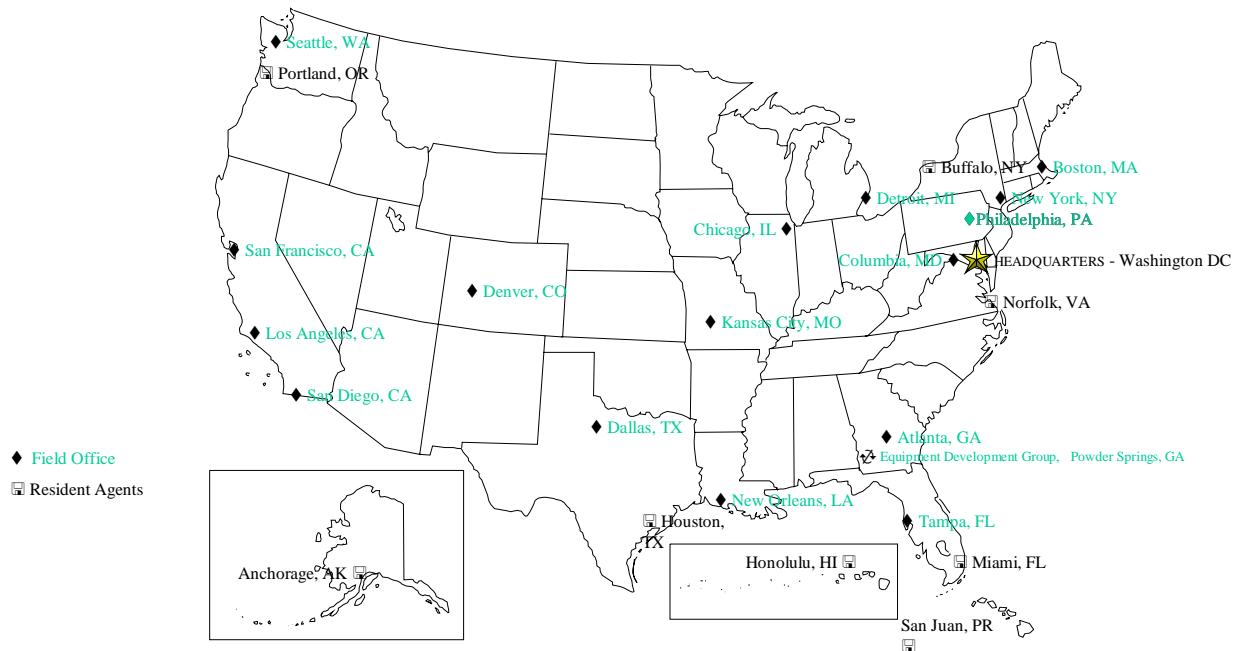 Seattle, WA
Portland, OR
Buffalo, NY
Boston, MA
Detroit, MI
New York, NY
Philadelphia, PA
Chicago, IL
San Francisco, CA
Columbia, MD
HEADQUARTERS - Washington DC
Denver, CO
Norfolk, VA
Kansas City, MO
Los Angeles, CA
San Diego, CA
Dallas, TX
Atlanta, GA
Equipment Development Group, Powder Springs, GA
Field Office
Resident Agents
New Orleans, LA
Houston,
TX
Tampa, FL
Anchorage, AK
Honolulu, HI
Miami, FL
San Juan, PR